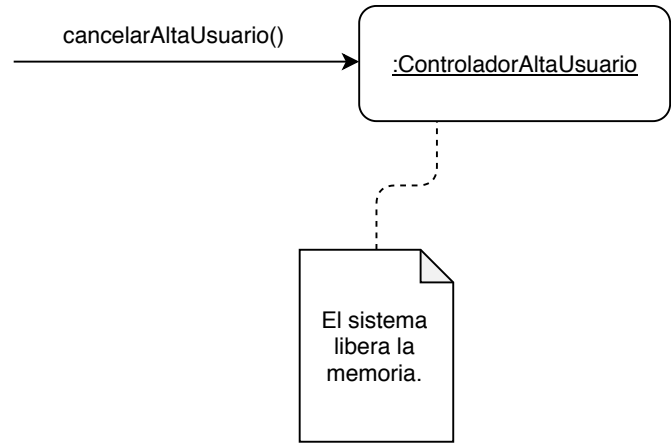 cancelarAltaUsuario()
:ControladorAltaUsuario
El sistema
libera la
memoria.